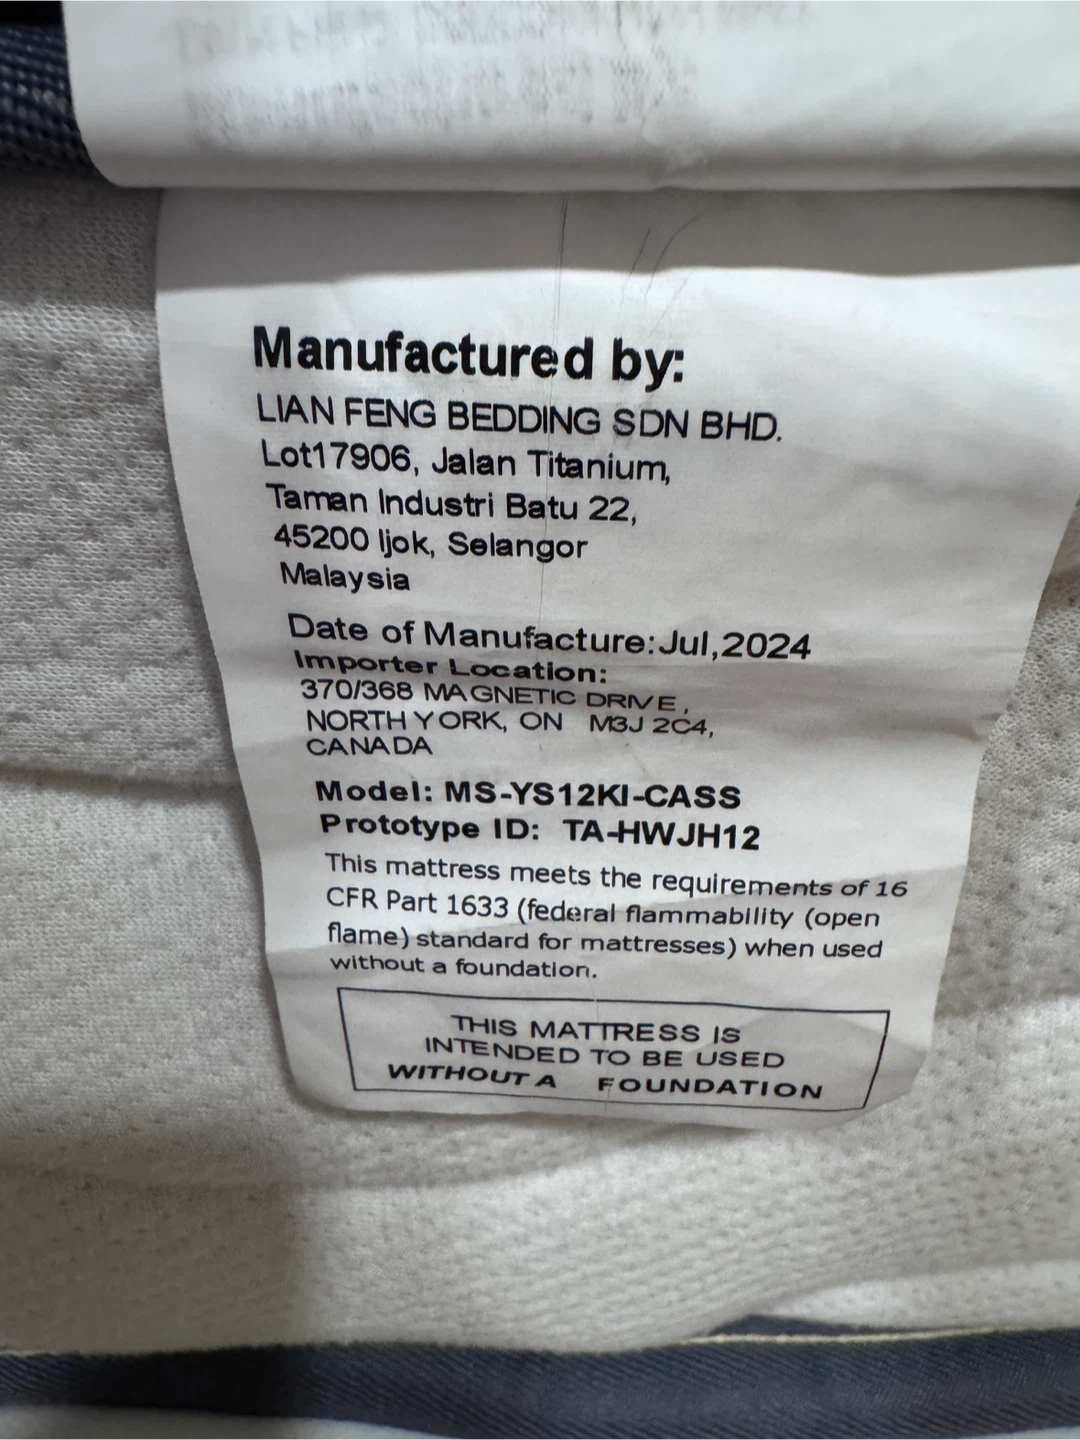 Manufactured by:
LIAN FENG BEDDING SDN BHD.
Lot17906, Jalan Titanium,
Taman Industri Batu 22,
45200 Ijok, Selangor
Malaysia
Date of Manufacture:Jul,2024
Importer Location:
370/368 MAGNETIC DRIVE,
NORTH YORK, ON M3J 2C4,
CANADA
Model: MS-YS12KI-CASS
Prototype ID: TA-HWJH12
This mattress meets the requirements of 16
CFR Part 1633 (federal flammability (open
flame) standard for mattresses) when used
without a foundation.
THIS MATTRESS IS
INTENDED TO BE USED
WITHOUT A FOUNDATION